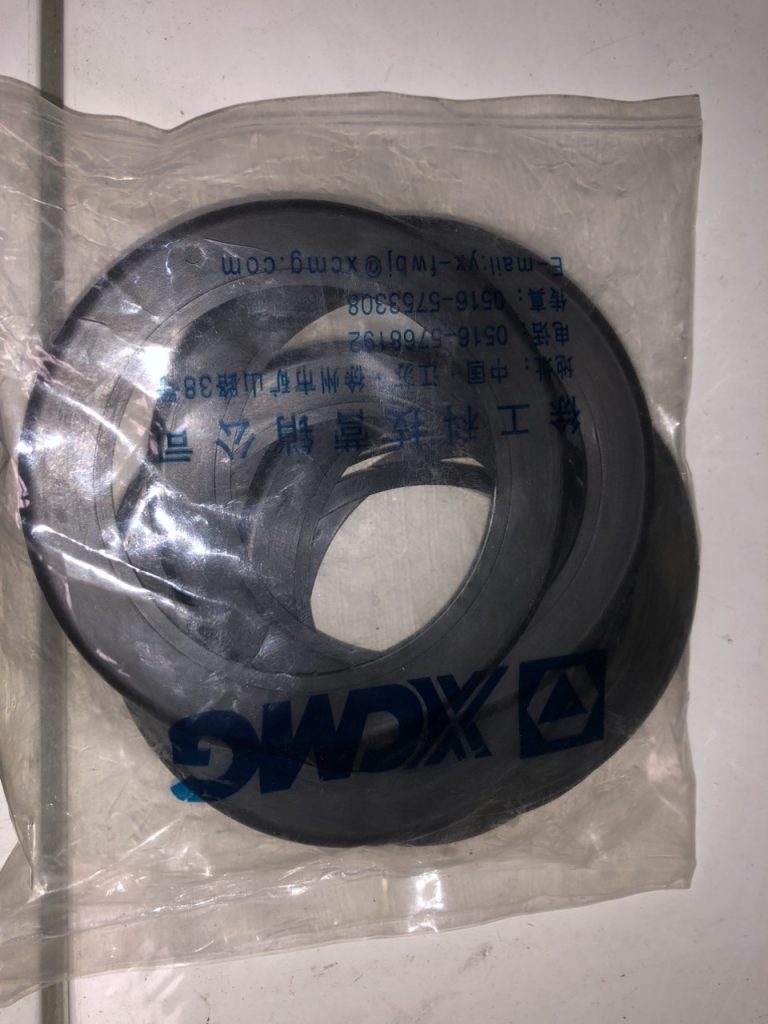 XCMG
徐工科技营销公司
地址：中国·江苏·徐州市矿山路38号
电话：0516-5768192
传真：0516-5753308
E-mail:yx-fwbj@xcmg.com